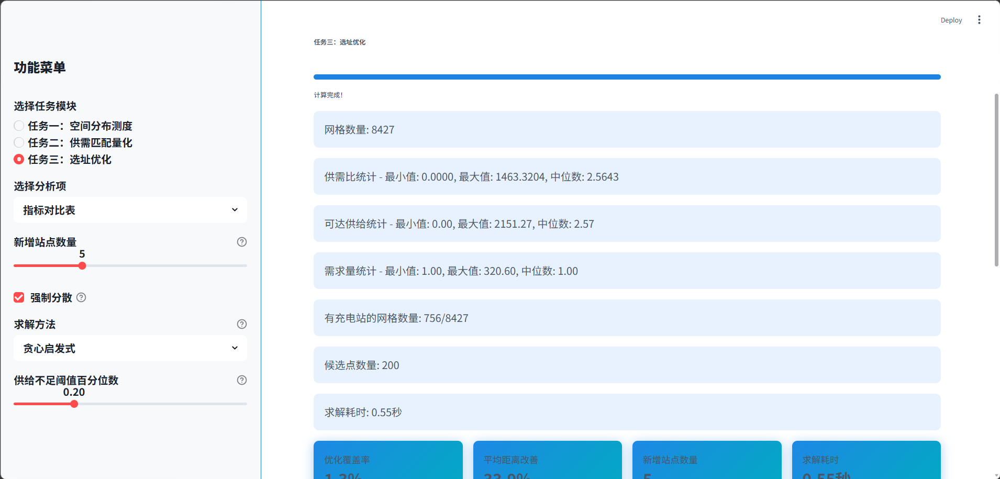 Deploy
功能菜单
选择任务模块
任务一：空间分布测度
任务二：供需匹配量化
任务三：选址优化
选择分析项
指标对比表
新增站点数量
5
强制分散
求解方法
贪心启发式
供给不足阈值百分位数
0.20
任务三：选址优化
计算完成！
网格数量: 8427
供需比统计 - 最小值: 0.0000, 最大值: 1463.3204, 中位数: 2.5643
可达供给统计 - 最小值: 0.00, 最大值: 2151.27, 中位数: 2.57
需求量统计 - 最小值: 1.00, 最大值: 320.60, 中位数: 1.00
有充电站的网格数量: 756/8427
候选点数量: 200
求解耗时: 0.55秒
优化覆盖率
1.3%
平均距离改善
33.9%
新增站点数量
5
求解耗时
0.55秒